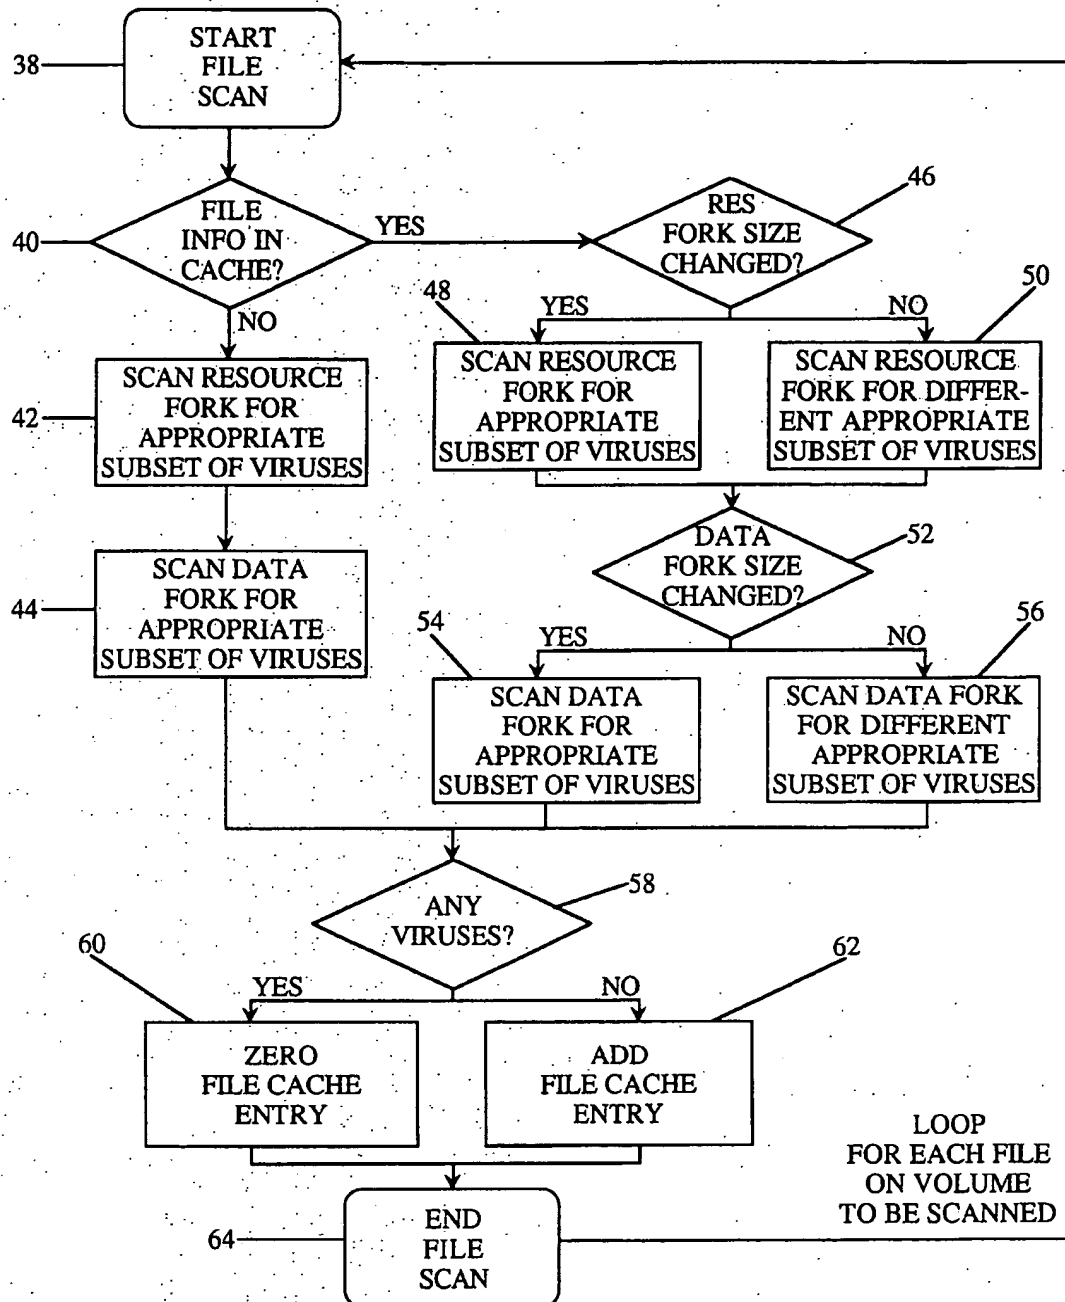 START
FILE
SCAN
38
FILE
INFO IN
CACHE?
40
YES
NO
RES
FORK SIZE
CHANGED?
46
48
YES
NO
50
SCAN RESOURCE
FORK FOR
APPROPRIATE
SUBSET OF VIRUSES
42
SCAN RESOURCE
FORK FOR
APPROPRIATE
SUBSET OF VIRUSES
SCAN RESOURCE
FORK FOR DIFFER-
ENT APPROPRIATE
SUBSET OF VIRUSES
SCAN DATA
FORK FOR
APPROPRIATE
SUBSET OF VIRUSES
44
DATA
FORK SIZE
CHANGED?
52
54
YES
NO
56
SCAN DATA
FORK FOR
APPROPRIATE
SUBSET OF VIRUSES
SCAN DATA FORK
FOR DIFFERENT
APPROPRIATE
SUBSET OF VIRUSES
ANY
VIRUSES?
58
60
YES
NO
62
ZERO
FILE CACHE
ENTRY
ADD
FILE CACHE
ENTRY
LOOP
FOR EACH FILE
ON VOLUME
TO BE SCANNED
END
FILE
SCAN
64